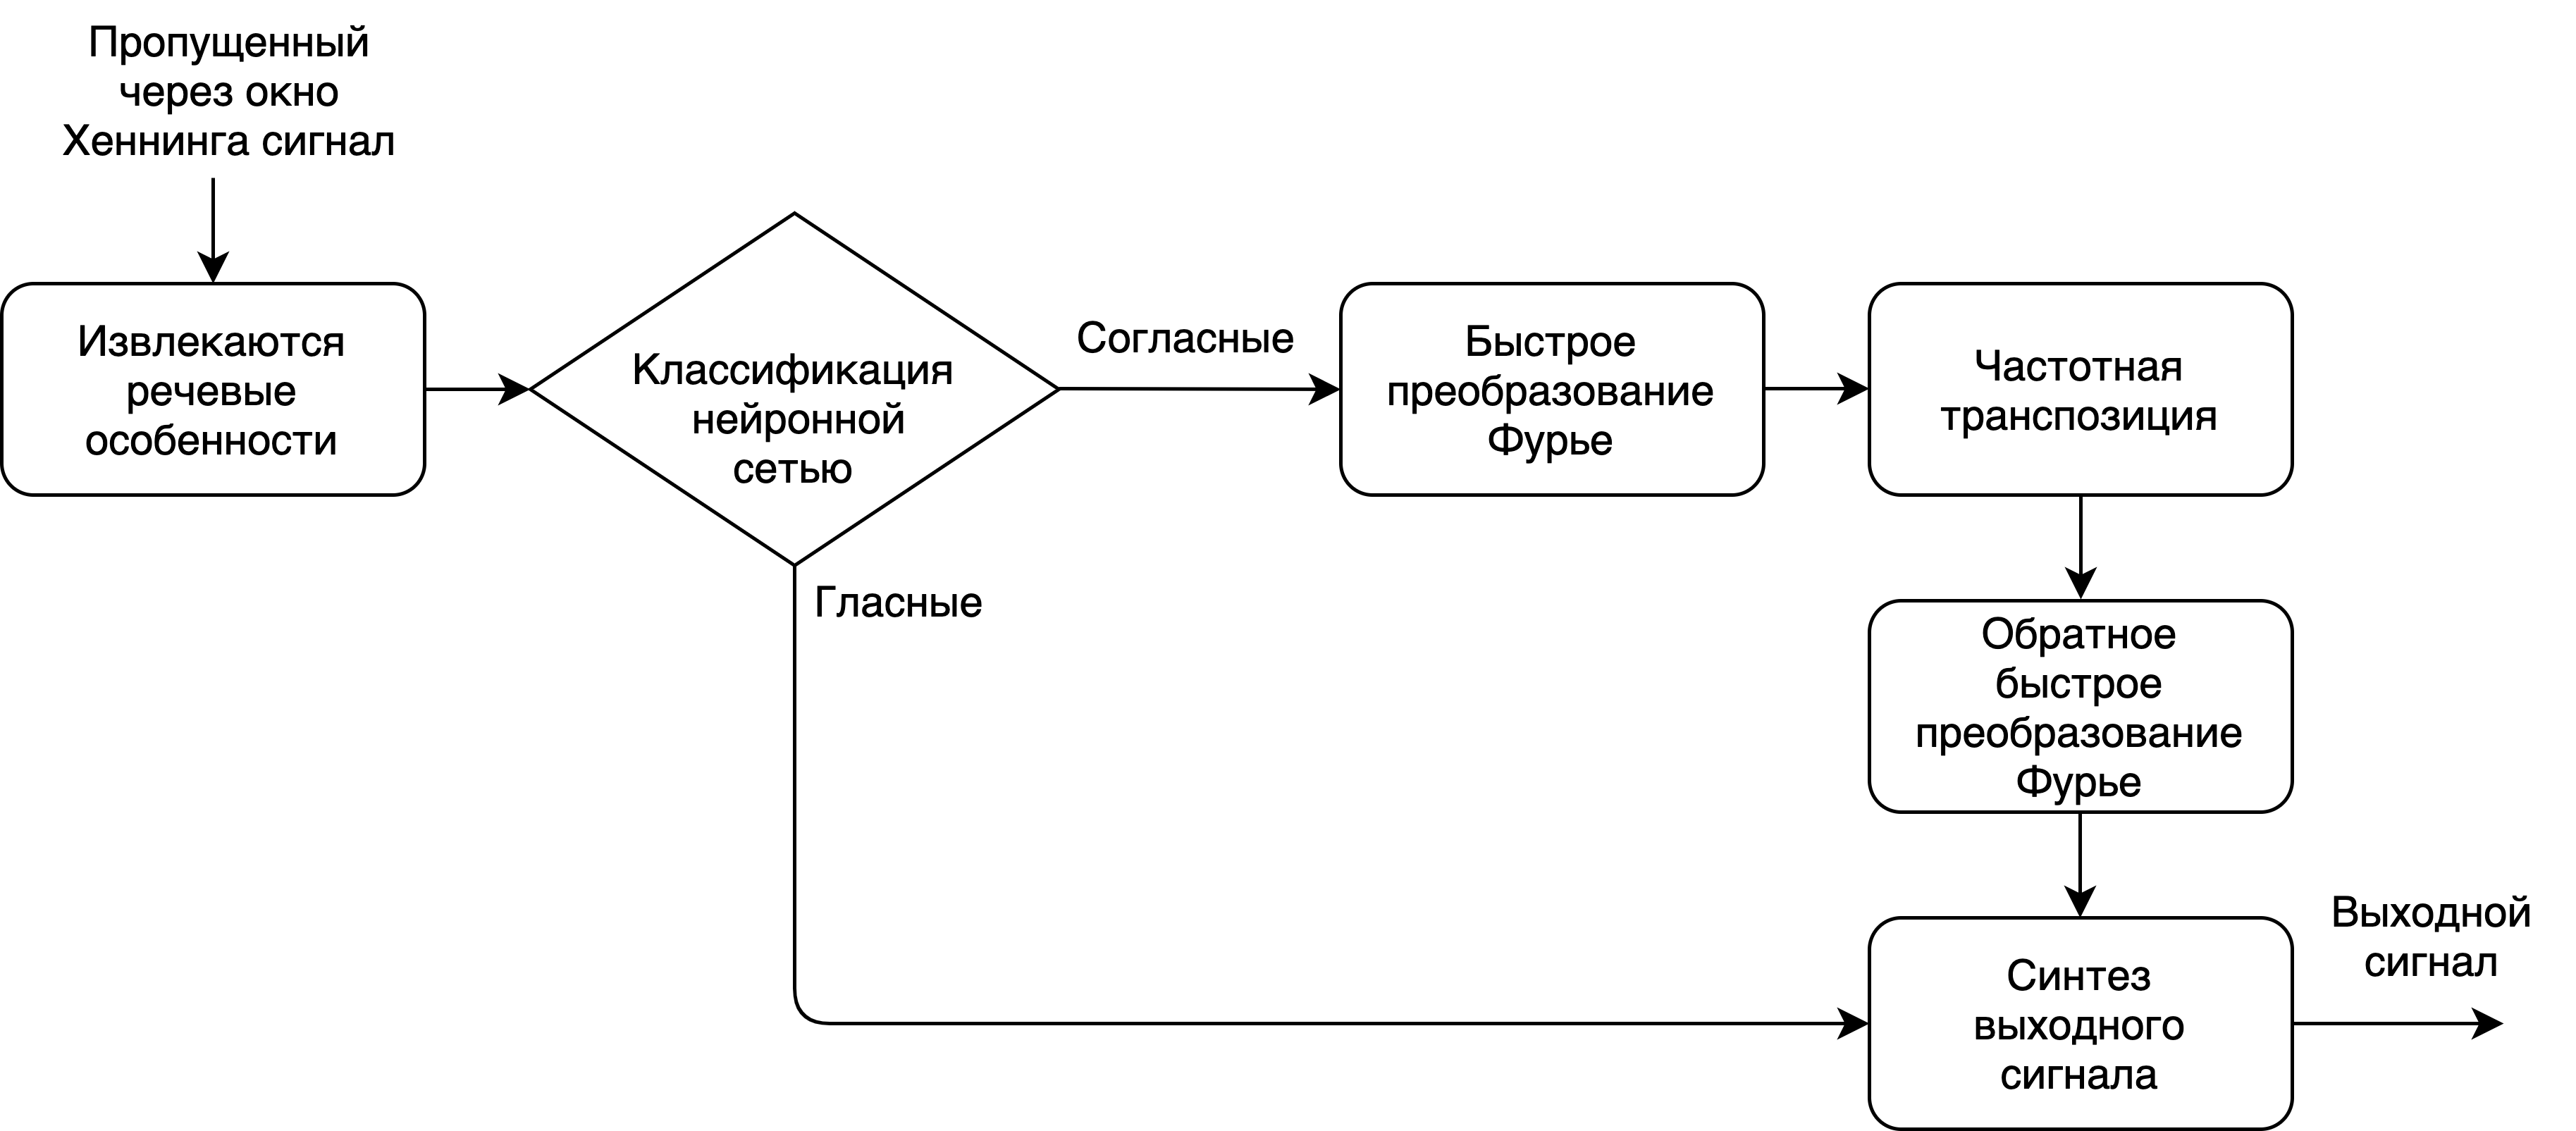 Пропущенный
через окно
Хеннинга сигнал
Извлекаются
речевые
особенности
Классификация
нейронной
сетью
Согласные
Быстрое
преобразование
Фурье
Частотная
транспозиция
Гласные
Обратное
быстрое
преобразование
Фурье
Синтез
выходного
сигнала
Выходной
сигнал